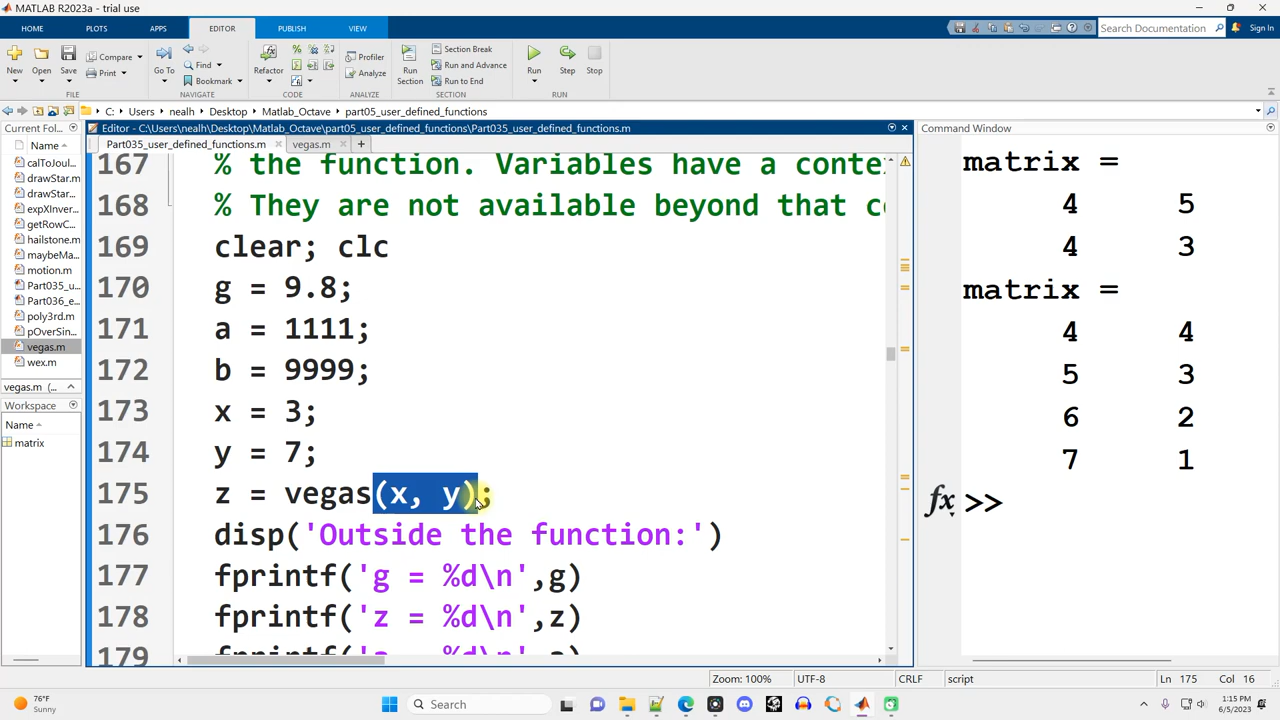 MATLAB R2023a - trial use
HOME PLOTS APPS EDITOR PUBLISH VIEW
Search Documentation
Sign In
New Open Save Compare Print
Go To Find Bookmark
Refactor
Profiler Analyze
Run Section
Section Break
Run and Advance
Run to End
Run Step Stop
FILE NAVIGATE CODE ANALYZE SECTION RUN
C: Users nealh Desktop Matlab_Octave part05_user_defined_functions
Current Fol...
Name
calToJoul...
drawStar.m
drawStar...
expXInver...
getRowC...
hailstone.m
maybeMa...
motion.m
Part035_u...
Part036_e...
poly3rd.m
pOverSin...
vegas.m
wex.m
vegas.m (...
Workspace
Name
matrix
Editor - C:\Users\nealh\Desktop\Matlab_Octave\part05_user_defined_functions\Part035_user_defined_functions.m
Part035_user_defined_functions.m vegas.m
167 % the function. Variables have a conte
168 % They are not available beyond that co
169 clear; clc
170 g = 9.8;
171 a = 1111;
172 b = 9999;
173 x = 3;
174 y = 7;
175 z = vegas(x, y);
176 disp('Outside the function:')
177 fprintf('g = %d\n',g)
178 fprintf('z = %d\n',z)
179
Command Window
matrix =
4 5
4 3
matrix =
4 4
5 3
6 2
7 1
fx >>
Zoom: 100% UTF-8 CRLF script Ln 175 Col 16
76°F
Sunny
Search
1:15 PM
6/5/2023